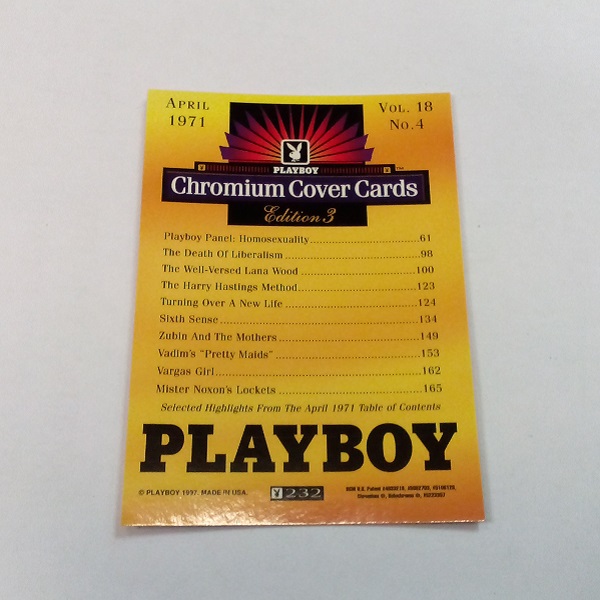 APRIL 1971
VOL. 18 NO.4
PLAYBOY
Chromium Cover Cards™
Edition 3
Playboy Panel: Homosexuality....61
The Death Of Liberalism....98
The Well-Versed Lana Wood....100
The Harry Hastings Method....123
Turning Over A New Life....124
Sixth Sense....134
Zubin And The Mothers....149
Vadim's "Pretty Maids"....153
Vargas Girl....162
Mister Noxon's Lockets....165
Selected Highlights From The April 1971 Table of Contents
PLAYBOY
© PLAYBOY 1997. MADE IN USA.
232